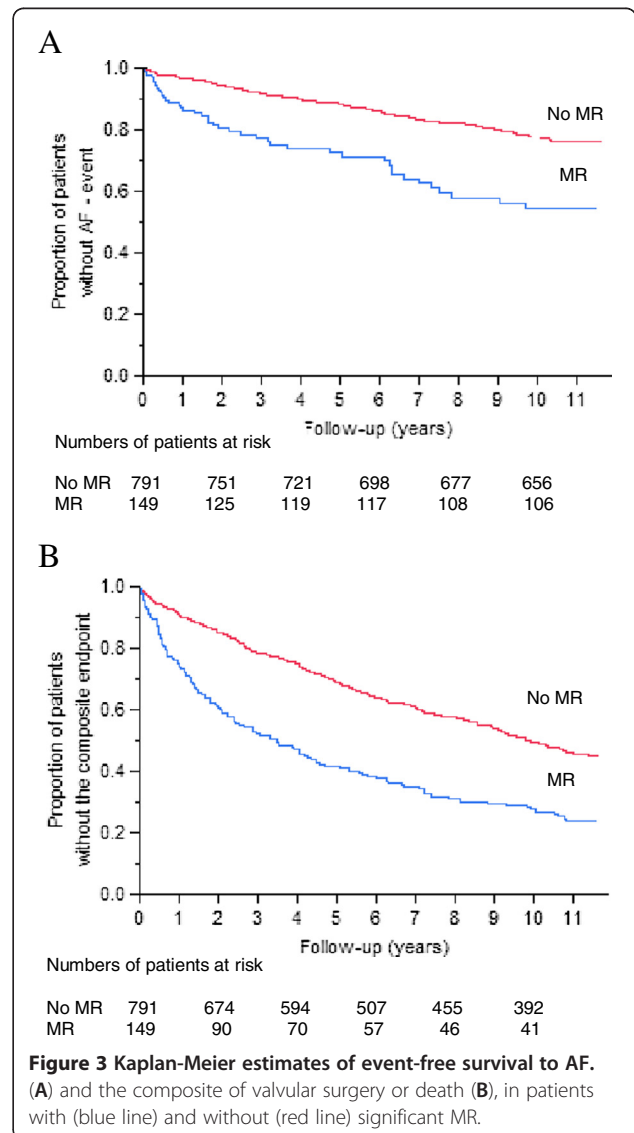 A
Proportion of patients
without AF - event
1.0
0.8
0.6
0.4
0.2
0.0
No MR
MR
0 1 2 3 4 5 6 7 8 9 10 11
Follow-up (years)
Numbers of patients at risk
No MR 791 751 721 698 677 656
MR 149 125 119 117 108 106
B
Proportion of patients
without the composite endpoint
1.0
0.8
0.6
0.4
0.2
0.0
No MR
MR
0 1 2 3 4 5 6 7 8 9 10 11
Follow-up (years)
Numbers of patients at risk
No MR 791 674 594 507 455 392
MR 149 90 70 57 46 41
Figure 3 Kaplan-Meier estimates of event-free survival to AF.
(A) and the composite of valvular surgery or death (B), in patients
with (blue line) and without (red line) significant MR.